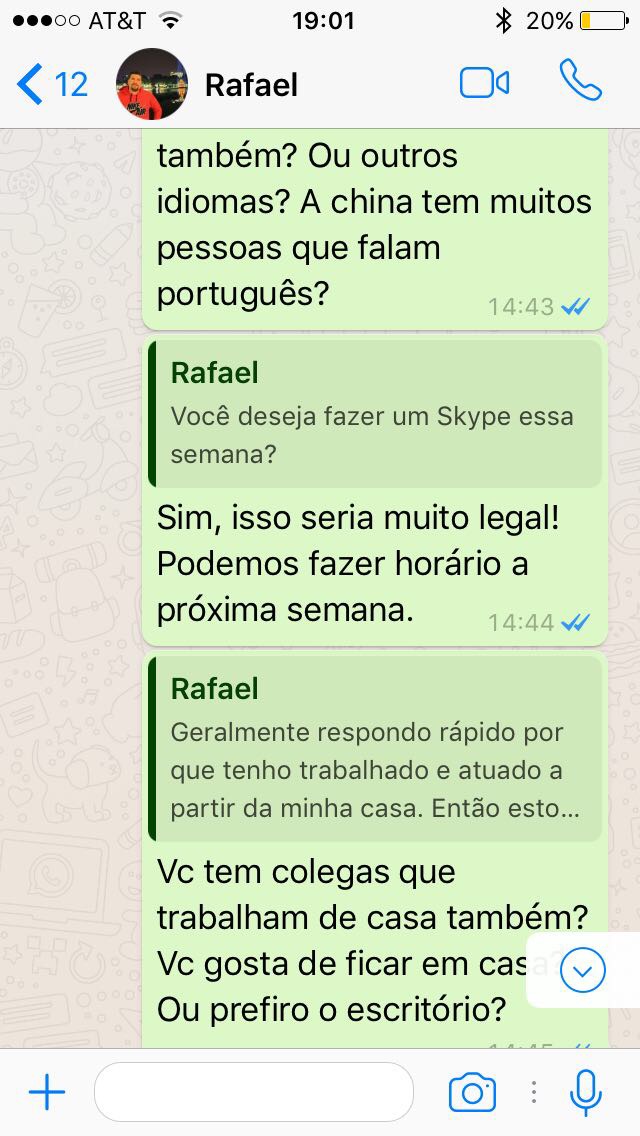 AT&T 19:01 20%
12 Rafael
também? Ou outros
idiomas? A china tem muitos
pessoas que falam
português?
14:43
Rafael
Você deseja fazer um Skype essa
semana?
Sim, isso seria muito legal!
Podemos fazer horário a
próxima semana.
14:44
Rafael
Geralmente respondo rápido por
que tenho trabalhado e atuado a
partir da minha casa. Então esto...
Vc tem colegas que
trabalham de casa também?
Vc gosta de ficar em casa?
Ou prefiro o escritório?